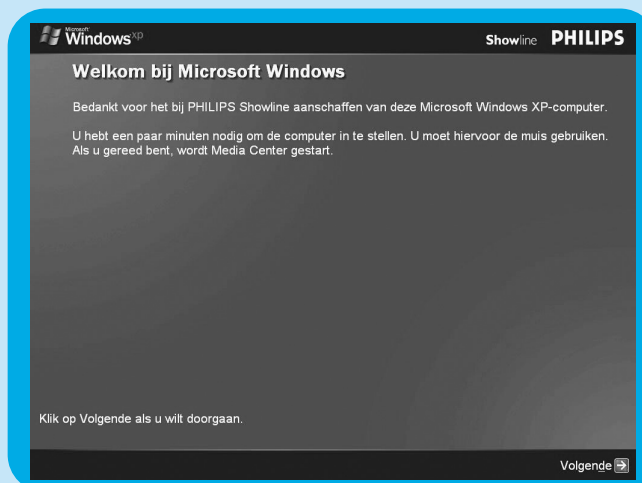 Microsoft
Windows xp
Showline PHILIPS
Welkom bij Microsoft Windows
Bedankt voor het bij PHILIPS Showline aanschaffen van deze Microsoft Windows XP-computer.
U hebt een paar minuten nodig om de computer in te stellen. U moet hiervoor de muis gebruiken.
Als u gereed bent, wordt Media Center gestart.
Klik op Volgende als u wilt doorgaan.
Volgende